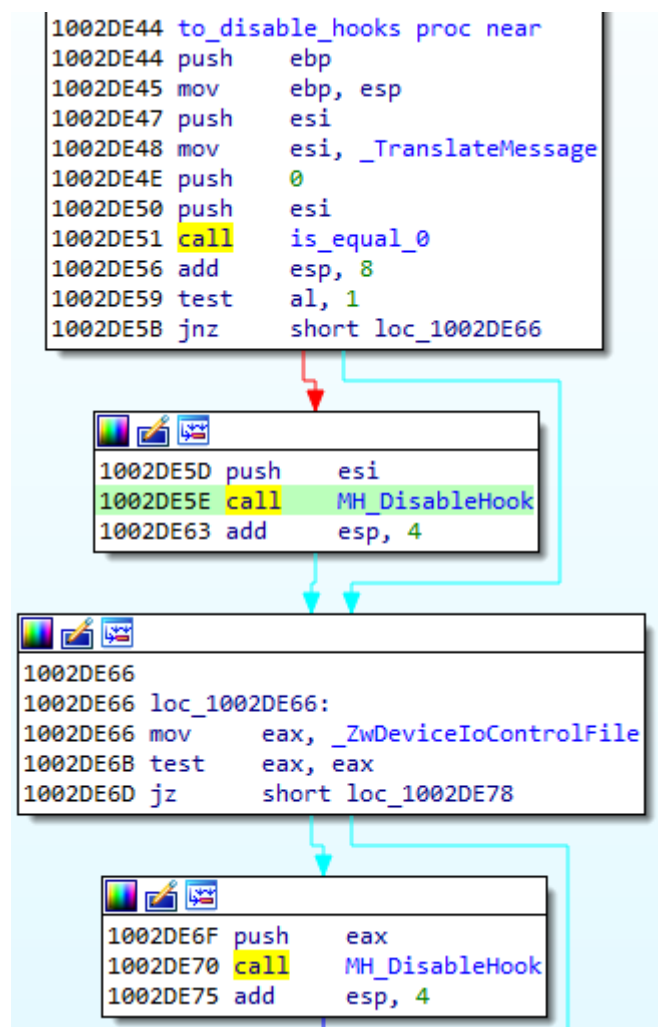 1002DE44 to_disable_hooks proc near
1002DE44 push ebp
1002DE45 mov ebp, esp
1002DE47 push esi
1002DE48 mov esi, _TranslateMessage
1002DE4E push 0
1002DE50 push esi
1002DE51 call is_equal_0
1002DE56 add esp, 8
1002DE59 test al, 1
1002DE5B jnz short loc_1002DE66
1002DE5D push esi
1002DE5E call MH_DisableHook
1002DE63 add esp, 4
1002DE66
1002DE66 loc_1002DE66:
1002DE66 mov eax, _ZwDeviceIoControlFile
1002DE6B test eax, eax
1002DE6D jz short loc_1002DE78
1002DE6F push eax
1002DE70 call MH_DisableHook
1002DE75 add esp, 4